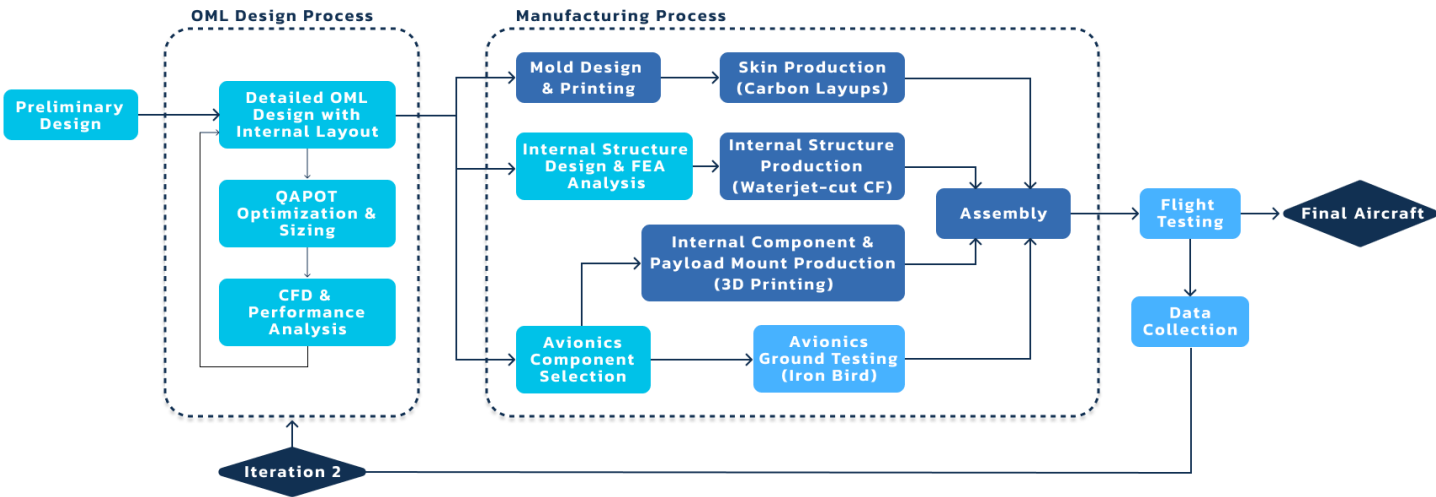 OML Design Process
Manufacturing Process
Preliminary
Design
Detailed OML
Design with
Internal Layout
QAPOT
Optimization &
Sizing
CFD &
Performance
Analysis
Mold Design
& Printing
Skin Production
(Carbon Layups)
Internal Structure
Design & FEA
Analysis
Internal Structure
Production
(Waterjet-cut CF)
Internal Component &
Payload Mount Production
(3D Printing)
Avionics
Component
Selection
Avionics
Ground Testing
(Iron Bird)
Assembly
Flight
Testing
Final Aircraft
Data
Collection
Iteration 2